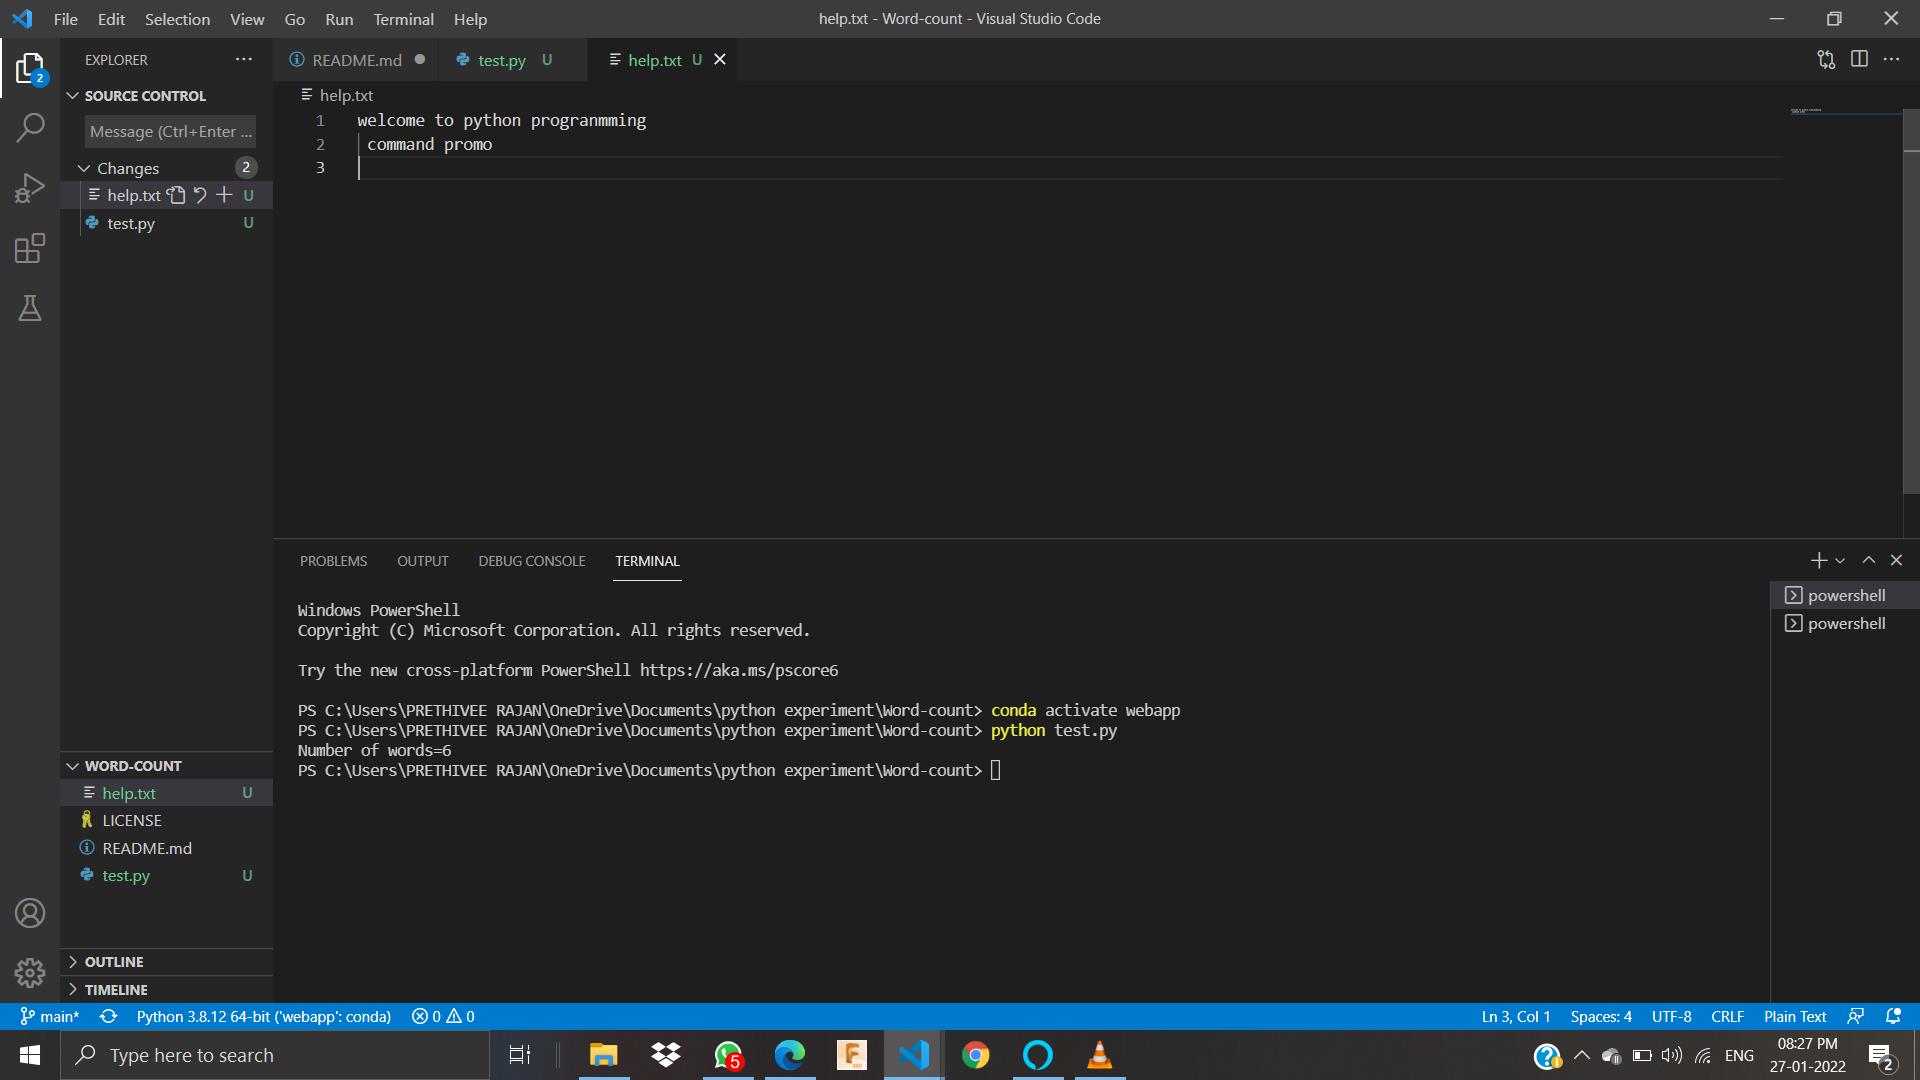 File Edit Selection View Go Run Terminal Help
help.txt - Word-count - Visual Studio Code
EXPLORER
README.md
test.py U
help.txt U
2
SOURCE CONTROL
Message (Ctrl+Enter ...
Changes 2
help.txt U
test.py U
help.txt
1 welcome to python progranmming
2 command promo
3
PROBLEMS OUTPUT DEBUG CONSOLE TERMINAL
powershell
powershell
Windows PowerShell
Copyright (C) Microsoft Corporation. All rights reserved.
Try the new cross-platform PowerShell https://aka.ms/pscore6
PS C:\Users\PRETHIVEE RAJAN\OneDrive\Documents\python experiment\Word-count> conda activate webapp
PS C:\Users\PRETHIVEE RAJAN\OneDrive\Documents\python experiment\Word-count> python test.py
Number of words=6
PS C:\Users\PRETHIVEE RAJAN\OneDrive\Documents\python experiment\Word-count>
WORD-COUNT
help.txt U
LICENSE
README.md
test.py U
OUTLINE
TIMELINE
main* Python 3.8.12 64-bit ('webapp': conda) 0 0
Ln 3, Col 1 Spaces: 4 UTF-8 CRLF Plain Text
Type here to search
5
ENG
08:27 PM
27-01-2022
2